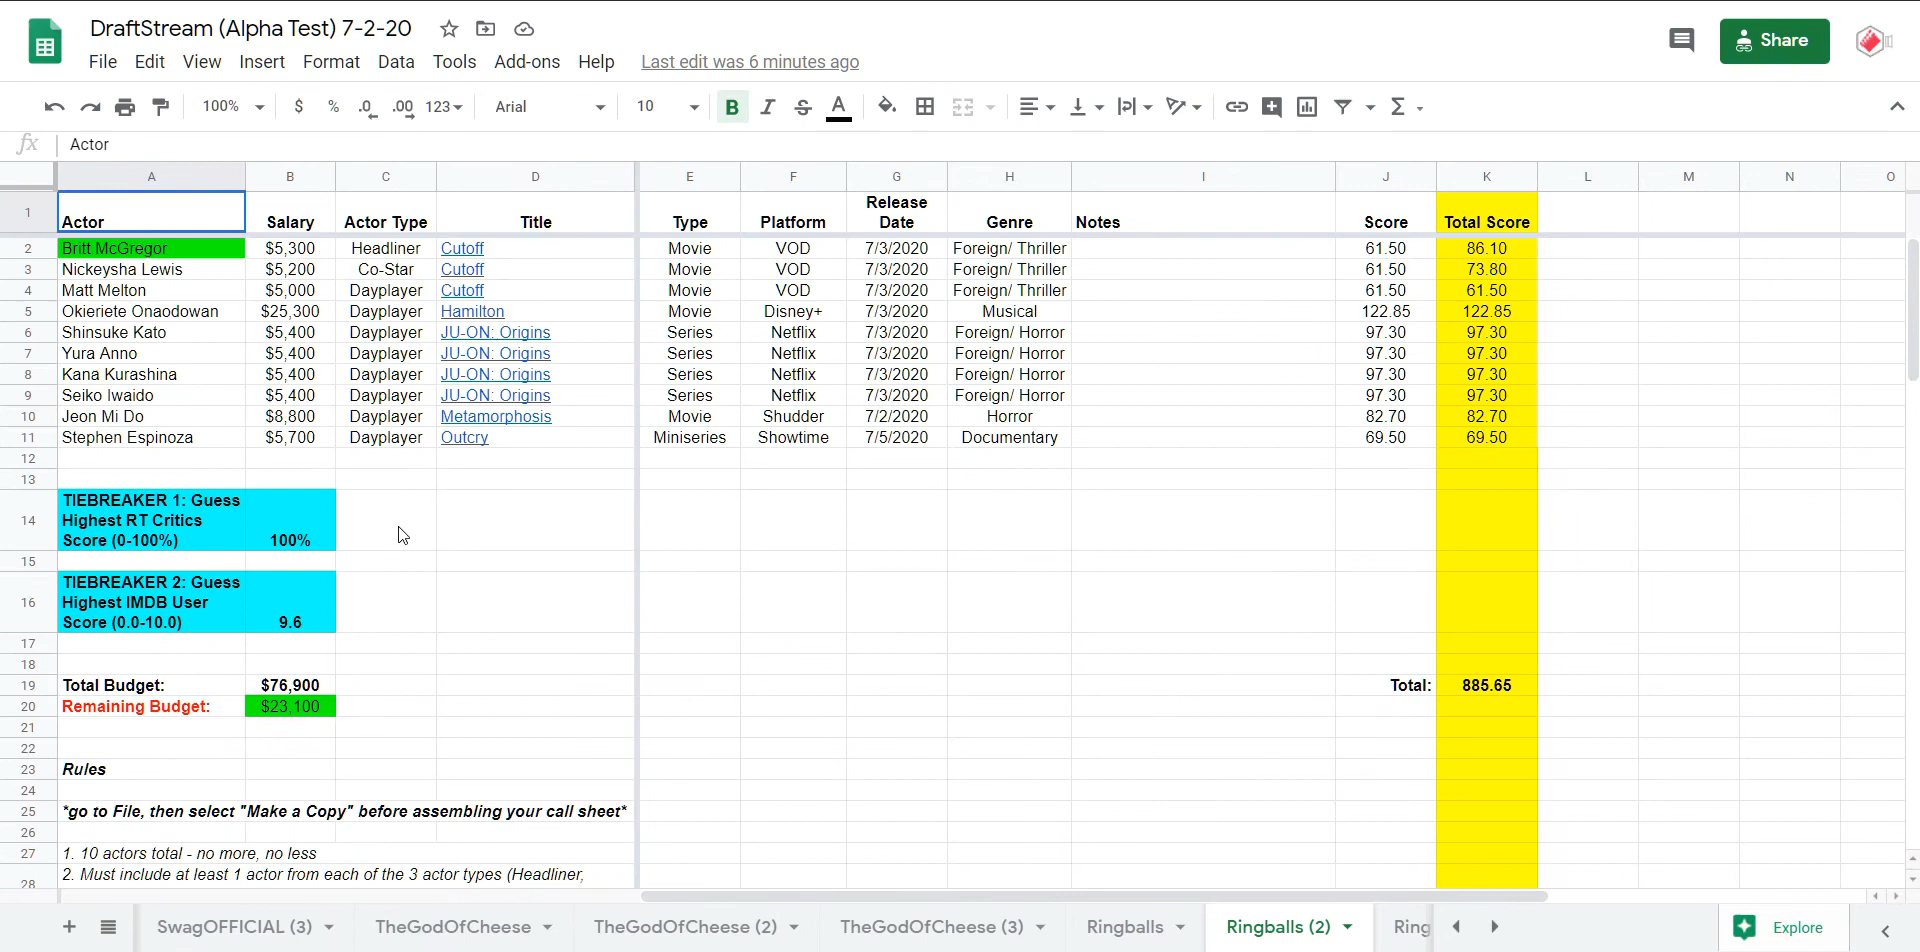 DraftStream (Alpha Test) 7-2-20
File Edit View Insert Format Data Tools Add-ons Help Last edit was 6 minutes ago
Share
100% $ % .0 .00 123 Arial 10 B I S A Σ
fx Actor
A B C D E F G H I J K L M N O
1 Actor Salary Actor Type Title Type Platform Release Date Genre Notes Score Total Score
2 Britt McGregor $5,300 Headliner Cutoff Movie VOD 7/3/2020 Foreign/ Thriller 61.50 86.10
3 Nickeysha Lewis $5,200 Co-Star Cutoff Movie VOD 7/3/2020 Foreign/ Thriller 61.50 73.80
4 Matt Melton $5,000 Dayplayer Cutoff Movie VOD 7/3/2020 Foreign/ Thriller 61.50 61.50
5 Okieriete Onaodowan $25,300 Dayplayer Hamilton Movie Disney+ 7/3/2020 Musical 122.85 122.85
6 Shinsuke Kato $5,400 Dayplayer JU-ON: Origins Series Netflix 7/3/2020 Foreign/ Horror 97.30 97.30
7 Yura Anno $5,400 Dayplayer JU-ON: Origins Series Netflix 7/3/2020 Foreign/ Horror 97.30 97.30
8 Kana Kurashina $5,400 Dayplayer JU-ON: Origins Series Netflix 7/3/2020 Foreign/ Horror 97.30 97.30
9 Seiko Iwaido $5,400 Dayplayer JU-ON: Origins Series Netflix 7/3/2020 Foreign/ Horror 97.30 97.30
10 Jeon Mi Do $8,800 Dayplayer Metamorphosis Movie Shudder 7/2/2020 Horror 82.70 82.70
11 Stephen Espinoza $5,700 Dayplayer Outcry Miniseries Showtime 7/5/2020 Documentary 69.50 69.50
12
13
TIEBREAKER 1: Guess
14 Highest RT Critics
Score (0-100%) 100%
15
TIEBREAKER 2: Guess
16 Highest IMDB User
Score (0.0-10.0) 9.6
17
18
19 Total Budget: $76,900 Total: 885.65
20 Remaining Budget: $23,100
21
22
23 Rules
24
25 *go to File, then select "Make a Copy" before assembling your call sheet*
26
27 1. 10 actors total - no more, no less
28 2. Must include at least 1 actor from each of the 3 actor types (Headliner,
SwagOFFICIAL (3) TheGodOfCheese TheGodOfCheese (2) TheGodOfCheese (3) Ringballs Ringballs (2) Ring Explore